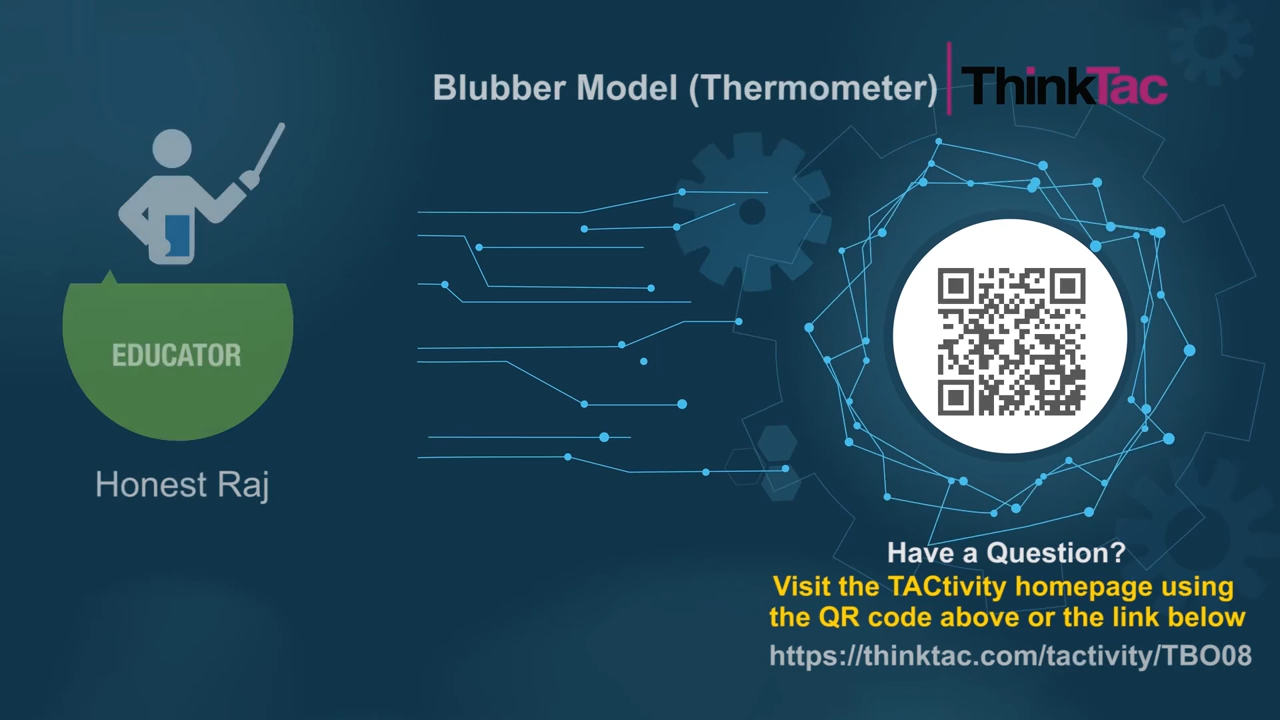 Blubber Model (Thermometer)
ThinkTac
EDUCATOR
Honest Raj
Have a Question?
Visit the TACtivity homepage using
the QR code above or the link below
https://thinktac.com/tactivity/TBO08